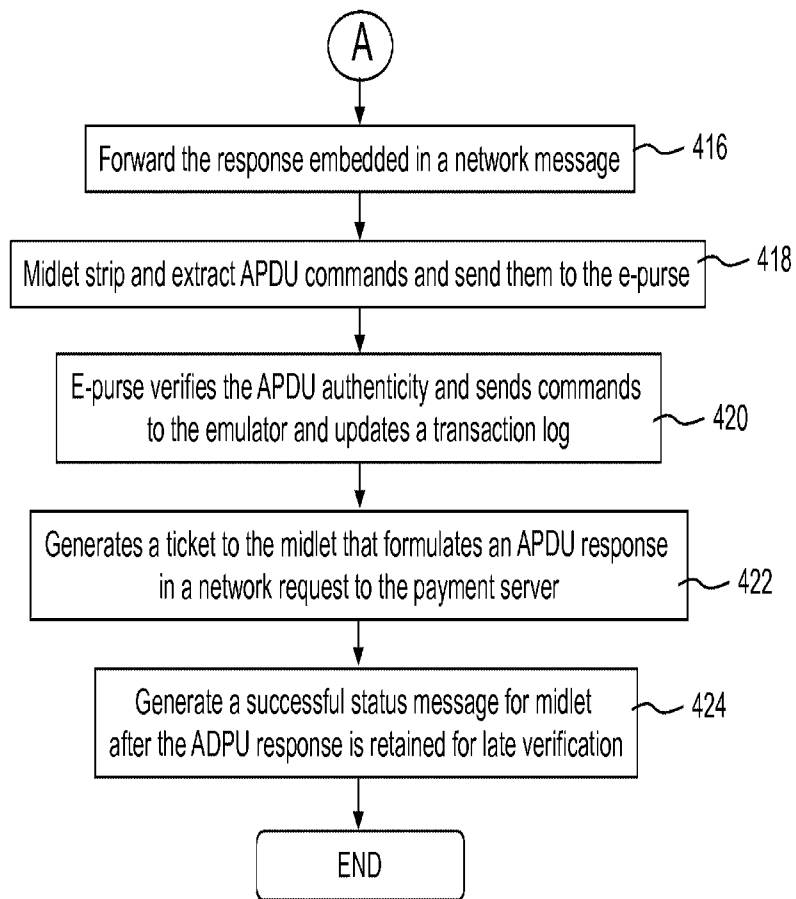 A
Forward the response embedded in a network message
416
Midlet strip and extract APDU commands and send them to the e-purse
418
E-purse verifies the APDU authenticity and sends commands
to the emulator and updates a transaction log
420
Generates a ticket to the midlet that formulates an APDU response
in a network request to the payment server
422
Generate a successful status message for midlet
after the ADPU response is retained for late verification
424
END